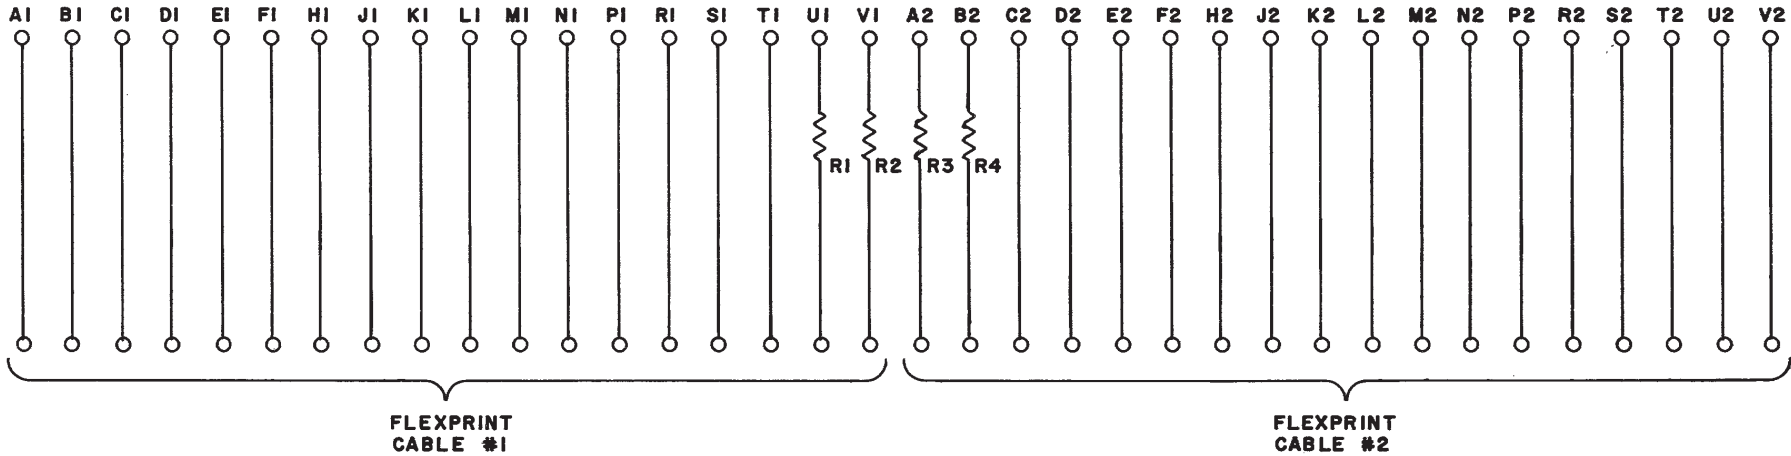 A1 B1 C1 D1 E1 F1 H1 J1 K1 L1 M1 N1 P1 R1 S1 T1 U1 V1 A2 B2 C2 D2 E2 F2 H2 J2 K2 L2 M2 N2 P2 R2 S2 T2 U2 V2
R1 R2 R3 R4
FLEXPRINT
CABLE #1
FLEXPRINT
CABLE #2